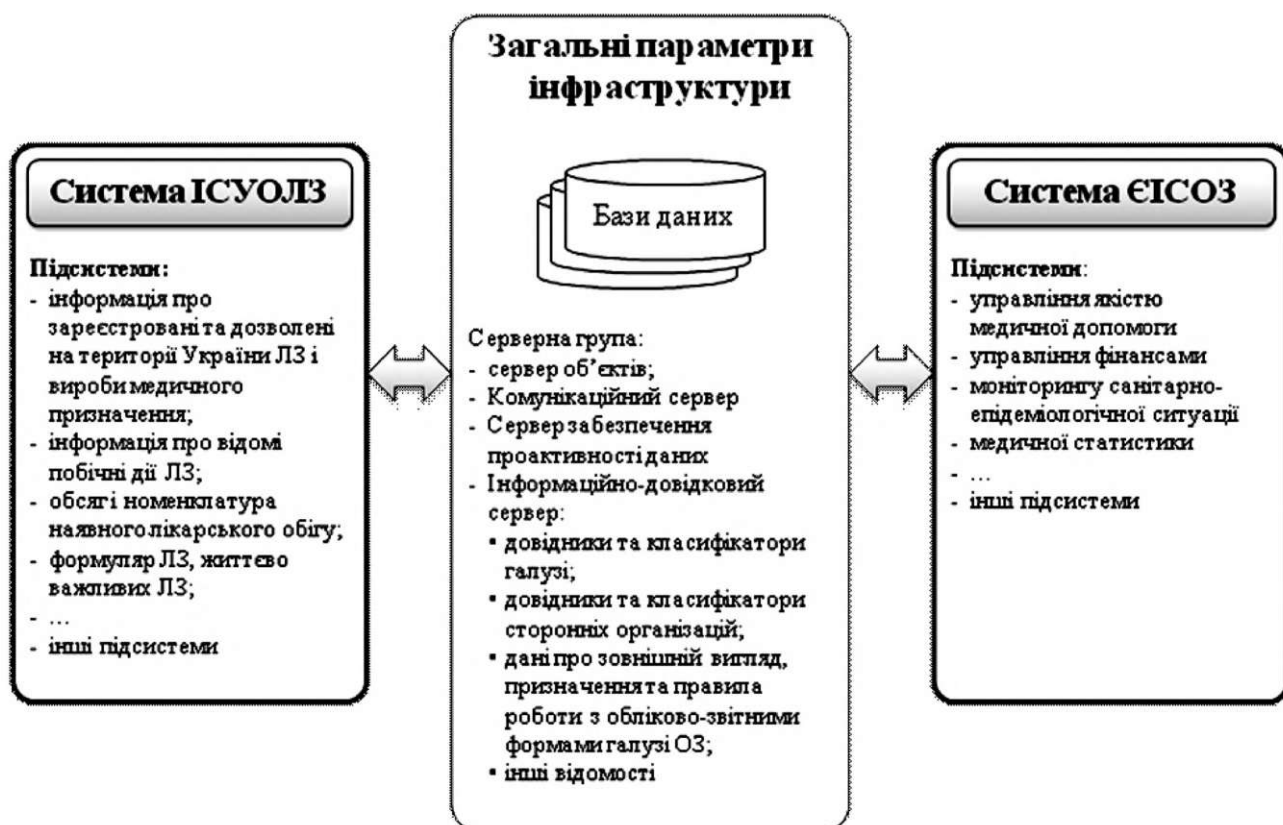 Загальні параметри
інфраструктури
Бази даних
Серверна група:
- сервер об’єктів;
- Комунікаційний сервер
- Сервер забезпечення
проактивності даних
- Інформаційно-довідковий
сервер:
▪ довідники та класифікатори
галузі;
▪ довідники та класифікатори
сторонніх організацій;
▪ дані про зовнішній вигляд,
призначення та правила
роботи з обліково-звітними
формами галузі ОЗ;
▪ інші відомості
Система ІСУОЛЗ
Підсистеми:
- інформація про
зареєстровані та дозволені
на території України ЛЗ і
вироби медичного
призначення;
- інформація про відомі
побічні дії ЛЗ;
- обсяг і номенклатура
наявного лікарського обігу;
- формуляр ЛЗ, життєво
важливих ЛЗ;
- ...
- інші підсистеми
Система ЄІСОЗ
Підсистеми:
- управління якістю
медичної допомоги
- управління фінансами
- моніторингу санітарно-
епідеміологічної ситуації
- медичної статистики
- ...
- інші підсистеми